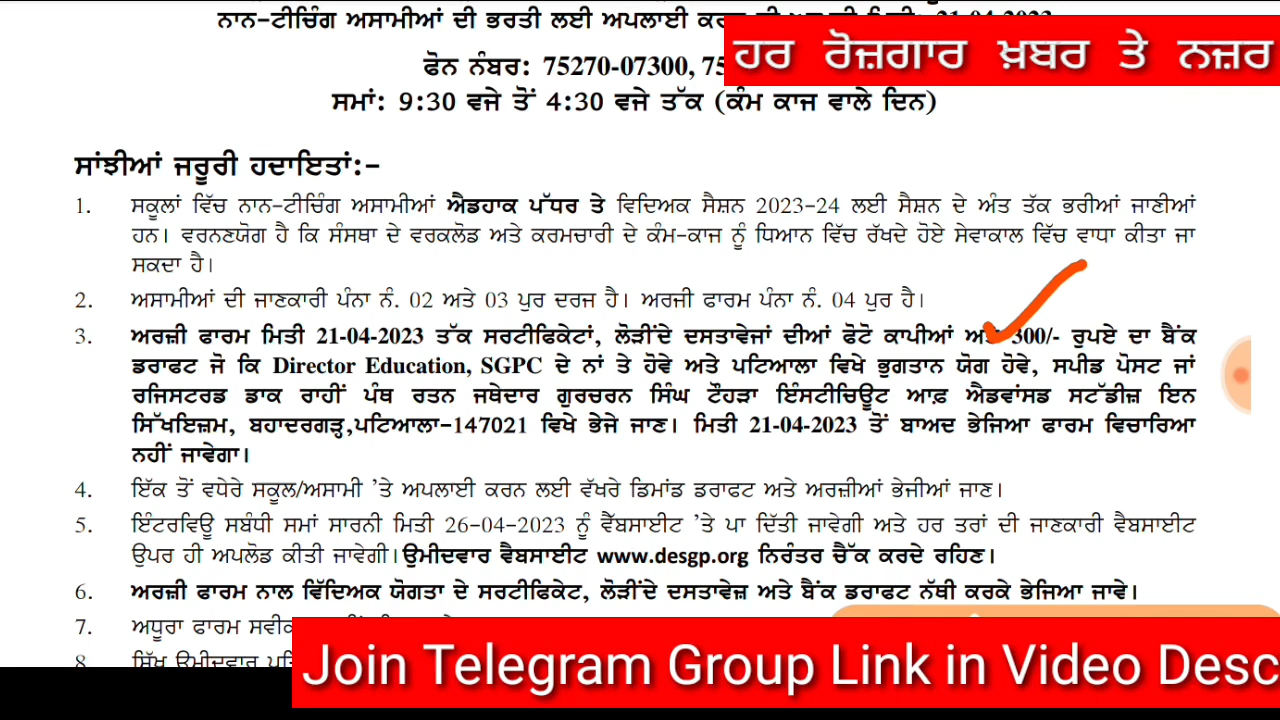 ਨਾਨ-ਟੀਚਿੰਗ ਅਸਾਮੀਆਂ ਦੀ ਭਰਤੀ ਲਈ ਅਪਲਾਈ
ਹਰ ਰੋਜ਼ਗਾਰ ਖ਼ਬਰ ਤੇ ਨਜ਼ਰ
ਫੋਨ ਨੰਬਰ: 75270-07300,
ਸਮਾਂ: 9:30 ਵਜੇ ਤੋਂ 4:30 ਵਜੇ ਤੱਕ (ਕੰਮ ਕਾਜ ਵਾਲੇ ਦਿਨ)
ਸਾਂਝੀਆਂ ਜਰੂਰੀ ਹਦਾਇਤਾਂ:-
1. ਸਕੂਲਾਂ ਵਿੱਚ ਨਾਨ-ਟੀਚਿੰਗ ਅਸਾਮੀਆਂ ਐਡਹਾਕ ਪੱਧਰ ਤੇ ਵਿਦਿਅਕ ਸੈਸ਼ਨ 2023-24 ਲਈ ਸੈਸ਼ਨ ਦੇ ਅੰਤ ਤੱਕ ਭਰੀਆਂ ਜਾਣੀਆਂ
ਹਨ। ਵਰਨਣਯੋਗ ਹੈ ਕਿ ਸੰਸਥਾ ਦੇ ਵਰਕਲੋਡ ਅਤੇ ਕਰਮਚਾਰੀ ਦੇ ਕੰਮ-ਕਾਜ ਨੂੰ ਧਿਆਨ ਵਿੱਚ ਰੱਖਦੇ ਹੋਏ ਸੇਵਾਕਾਲ ਵਿੱਚ ਵਾਧਾ ਕੀਤਾ ਜਾ
ਸਕਦਾ ਹੈ।
2. ਅਸਾਮੀਆਂ ਦੀ ਜਾਣਕਾਰੀ ਪੰਨਾ ਨੰ. 02 ਅਤੇ 03 ਪੁਰ ਦਰਜ ਹੈ। ਅਰਜੀ ਫਾਰਮ ਪੰਨਾ ਨੰ. 04 ਪੁਰ ਹੈ।
3. ਅਰਜ਼ੀ ਫਾਰਮ ਮਿਤੀ 21-04-2023 ਤੱਕ ਸਰਟੀਫਿਕੇਟਾਂ, ਲੋੜੀਂਦੇ ਦਸਤਾਵੇਜਾਂ ਦੀਆਂ ਫੋਟੋ ਕਾਪੀਆਂ ਅਤੇ 300/- ਰੁਪਏ ਦਾ ਬੈਂਕ
ਡਰਾਫਟ ਜੋ ਕਿ Director Education, SGPC ਦੇ ਨਾਂ ਤੇ ਹੋਵੇ ਅਤੇ ਪਟਿਆਲਾ ਵਿਖੇ ਭੁਗਤਾਨ ਯੋਗ ਹੋਵੇ, ਸਪੀਡ ਪੋਸਟ ਜਾਂ
ਰਜਿਸਟਰਡ ਡਾਕ ਰਾਹੀਂ ਪੰਥ ਰਤਨ ਜਥੇਦਾਰ ਗੁਰਚਰਨ ਸਿੰਘ ਟੌਹੜਾ ਇੰਸਟੀਚਿਊਟ ਆਫ਼ ਐਡਵਾਂਸਡ ਸਟੱਡੀਜ਼ ਇਨ
ਸਿੱਖਇਜ਼ਮ, ਬਹਾਦਰਗੜ੍ਹ,ਪਟਿਆਲਾ-147021 ਵਿਖੇ ਭੇਜੇ ਜਾਣ। ਮਿਤੀ 21-04-2023 ਤੋਂ ਬਾਅਦ ਭੇਜਿਆ ਫਾਰਮ ਵਿਚਾਰਿਆ
ਨਹੀਂ ਜਾਵੇਗਾ।
4. ਇੱਕ ਤੋਂ ਵਧੇਰੇ ਸਕੂਲ/ਅਸਾਮੀ 'ਤੇ ਅਪਲਾਈ ਕਰਨ ਲਈ ਵੱਖਰੇ ਡਿਮਾਂਡ ਡਰਾਫਟ ਅਤੇ ਅਰਜ਼ੀਆਂ ਭੇਜੀਆਂ ਜਾਣ।
5. ਇੰਟਰਵਿਊ ਸਬੰਧੀ ਸਮਾਂ ਸਾਰਨੀ ਮਿਤੀ 26-04-2023 ਨੂੰ ਵੈੱਬਸਾਈਟ 'ਤੇ ਪਾ ਦਿੱਤੀ ਜਾਵੇਗੀ ਅਤੇ ਹਰ ਤਰਾਂ ਦੀ ਜਾਣਕਾਰੀ ਵੈਬਸਾਈਟ
ਉਪਰ ਹੀ ਅਪਲੋਡ ਕੀਤੀ ਜਾਵੇਗੀ। ਉਮੀਦਵਾਰ ਵੈਬਸਾਈਟ www.desgp.org ਨਿਰੰਤਰ ਚੈੱਕ ਕਰਦੇ ਰਹਿਣ।
6. ਅਰਜ਼ੀ ਫਾਰਮ ਨਾਲ ਵਿੱਦਿਅਕ ਯੋਗਤਾ ਦੇ ਸਰਟੀਫਿਕੇਟ, ਲੋੜੀਂਦੇ ਦਸਤਾਵੇਜ਼ ਅਤੇ ਬੈਂਕ ਡਰਾਫਟ ਨੱਥੀ ਕਰਕੇ ਭੇਜਿਆ ਜਾਵੇ।
7. ਅਧੂਰਾ ਫਾਰਮ
8 ਸਿੱਖ ਉਮੀਦਵਾਰ
Join Telegram Group Link in Video Desc